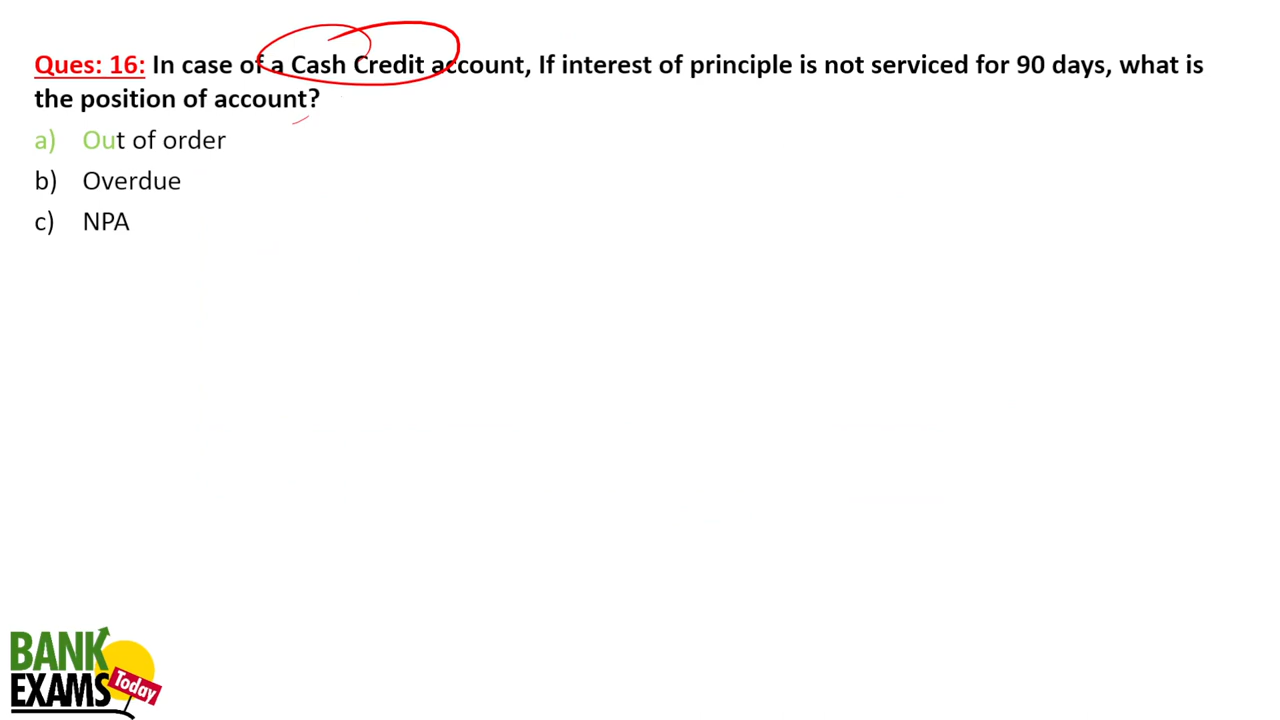 Ques: 16: In case of a Cash Credit account, If interest of principle is not serviced for 90 days, what is
the position of account?
a) Out of order
b) Overdue
c) NPA
BANK
EXAMS
Today